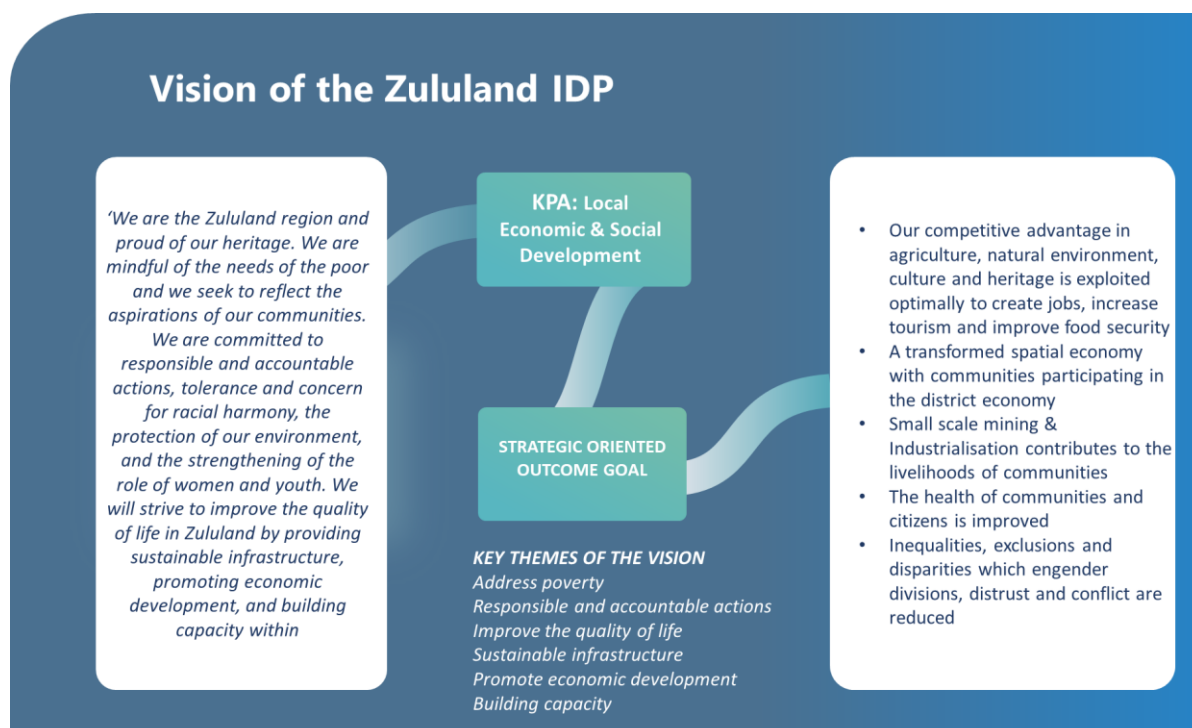 Vision of the Zululand IDP
‘We are the Zululand region and
proud of our heritage. We are
mindful of the needs of the poor
and we seek to reflect the
aspirations of our communities.
We are committed to
responsible and accountable
actions, tolerance and concern
for racial harmony, the
protection of our environment,
and the strengthening of the
role of women and youth. We
will strive to improve the quality
of life in Zululand by providing
sustainable infrastructure,
promoting economic
development, and building
capacity within
KPA: Local
Economic & Social
Development
STRATEGIC ORIENTED
OUTCOME GOAL
KEY THEMES OF THE VISION
Address poverty
Responsible and accountable actions
Improve the quality of life
Sustainable infrastructure
Promote economic development
Building capacity
• Our competitive advantage in
agriculture, natural environment,
culture and heritage is exploited
optimally to create jobs, increase
tourism and improve food security
• A transformed spatial economy
with communities participating in
the district economy
• Small scale mining &
Industrialisation contributes to the
livelihoods of communities
• The health of communities and
citizens is improved
• Inequalities, exclusions and
disparities which engender
divisions, distrust and conflict are
reduced